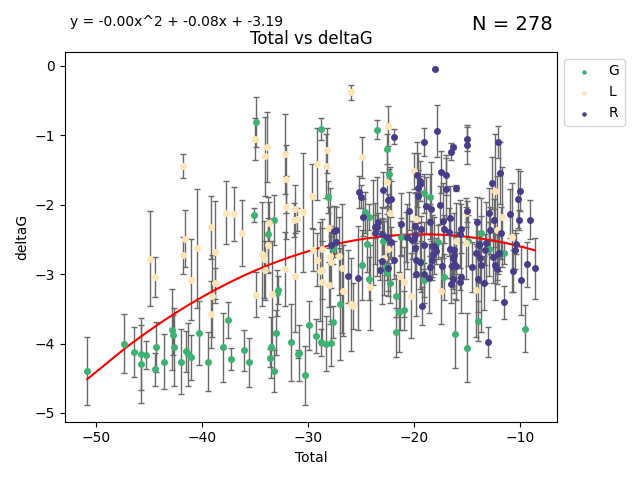 y = -0.00x^2 + -0.08x + -3.19
N = 278
Total vs deltaG
G
L
R
deltaG
0
−1
−2
−3
−4
−5
−50
−40
−30
−20
−10
Total